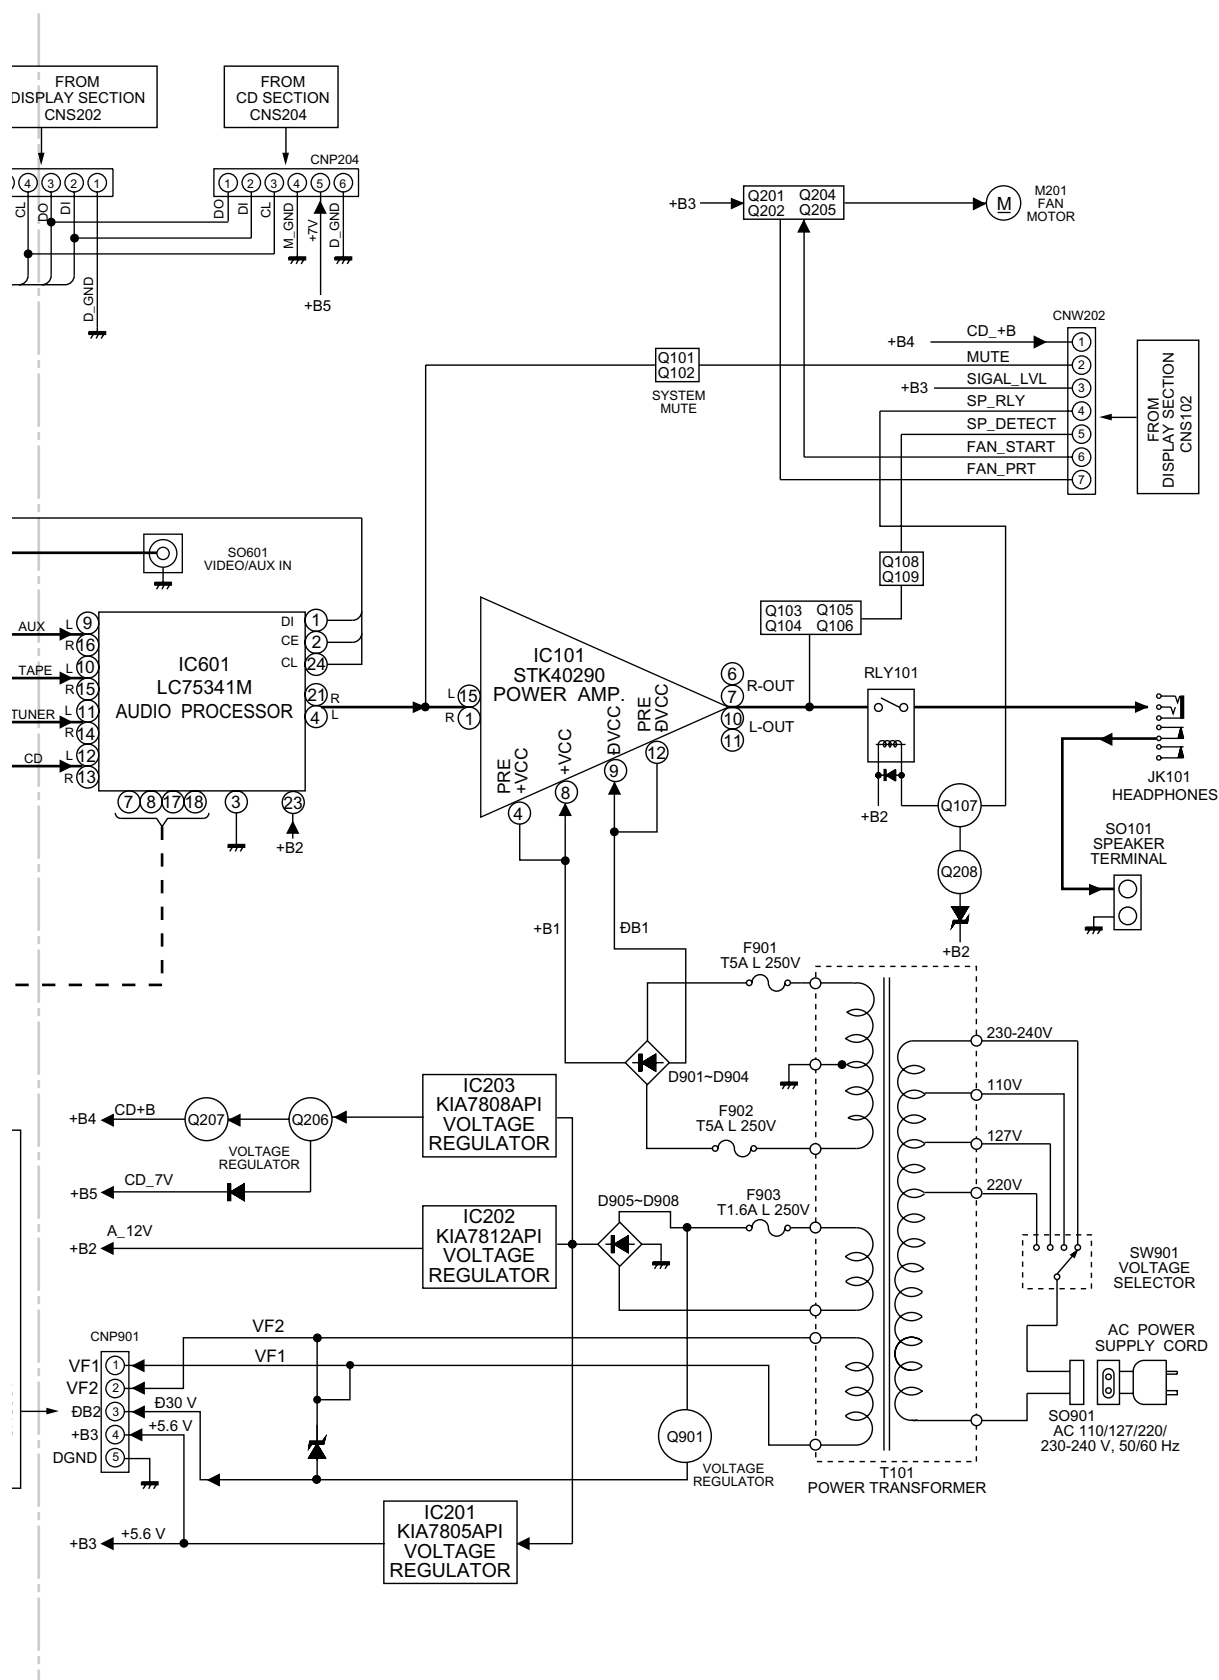 FROM
DISPLAY SECTION
CNS202
FROM
CD SECTION
CNS204
CNP204
4 3 2 1
1 2 3 4 5 6
CL
DO
DI
D_GND
DO
DI
CL
M_GND
+7V
D_GND
+B5
+B3
Q201 Q204
Q202 Q205
M
M201
FAN
MOTOR
CNW202
+B4
CD_+B
1
Q101
Q102
SYSTEM
MUTE
MUTE
2
+B3
SIGAL_LVL
3
SP_RLY
4
SP_DETECT
5
FAN_START
6
FAN_PRT
7
FROM
DISPLAY SECTION
CNS102
SO601
VIDEO/AUX IN
Q108
Q109
Q103 Q105
Q104 Q106
AUX
L 9
R 16
TAPE
L 10
R 15
TUNER
L 11
R 14
CD
L 12
R 13
IC601
LC75341M
AUDIO PROCESSOR
DI 1
CE 2
CL 24
21 R
4 L
7 8 17 18
3
23
+B2
L 15
R 1
IC101
STK40290
POWER AMP.
PRE
+VCC
+VCC
ÐVCC
PRE
ÐVCC
4
8
9
12
6
7
R-OUT
10
11
L-OUT
RLY101
+B2
Q107
Q208
+B2
JK101
HEADPHONES
SO101
SPEAKER
TERMINAL
+B1
ÐB1
F901
T5A L 250V
D901~D904
F902
T5A L 250V
230-240V
110V
127V
220V
IC203
KIA7808API
VOLTAGE
REGULATOR
+B4
CD+B
Q207
Q206
VOLTAGE
REGULATOR
+B5
CD_7V
D905~D908
F903
T1.6A L 250V
IC202
KIA7812API
VOLTAGE
REGULATOR
+B2
A_12V
SW901
VOLTAGE
SELECTOR
CNP901
VF2
VF1
VF1 1
VF2 2
ÐB2 3
Ð30 V
+B3 4
+5.6 V
DGND 5
AC POWER
SUPPLY CORD
SO901
AC 110/127/220/
230-240 V, 50/60 Hz
Q901
VOLTAGE
REGULATOR
T101
POWER TRANSFORMER
+B3
+5.6 V
IC201
KIA7805API
VOLTAGE
REGULATOR